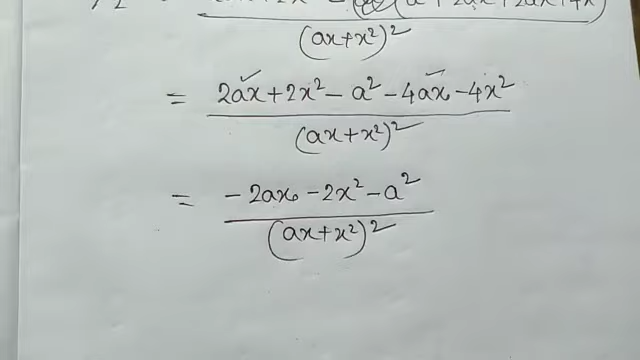 (ax+x²)²
= 2ax+2x²-a²-4ax-4x²
(ax+x²)²
= -2ax-2x²-a²
(ax+x²)²